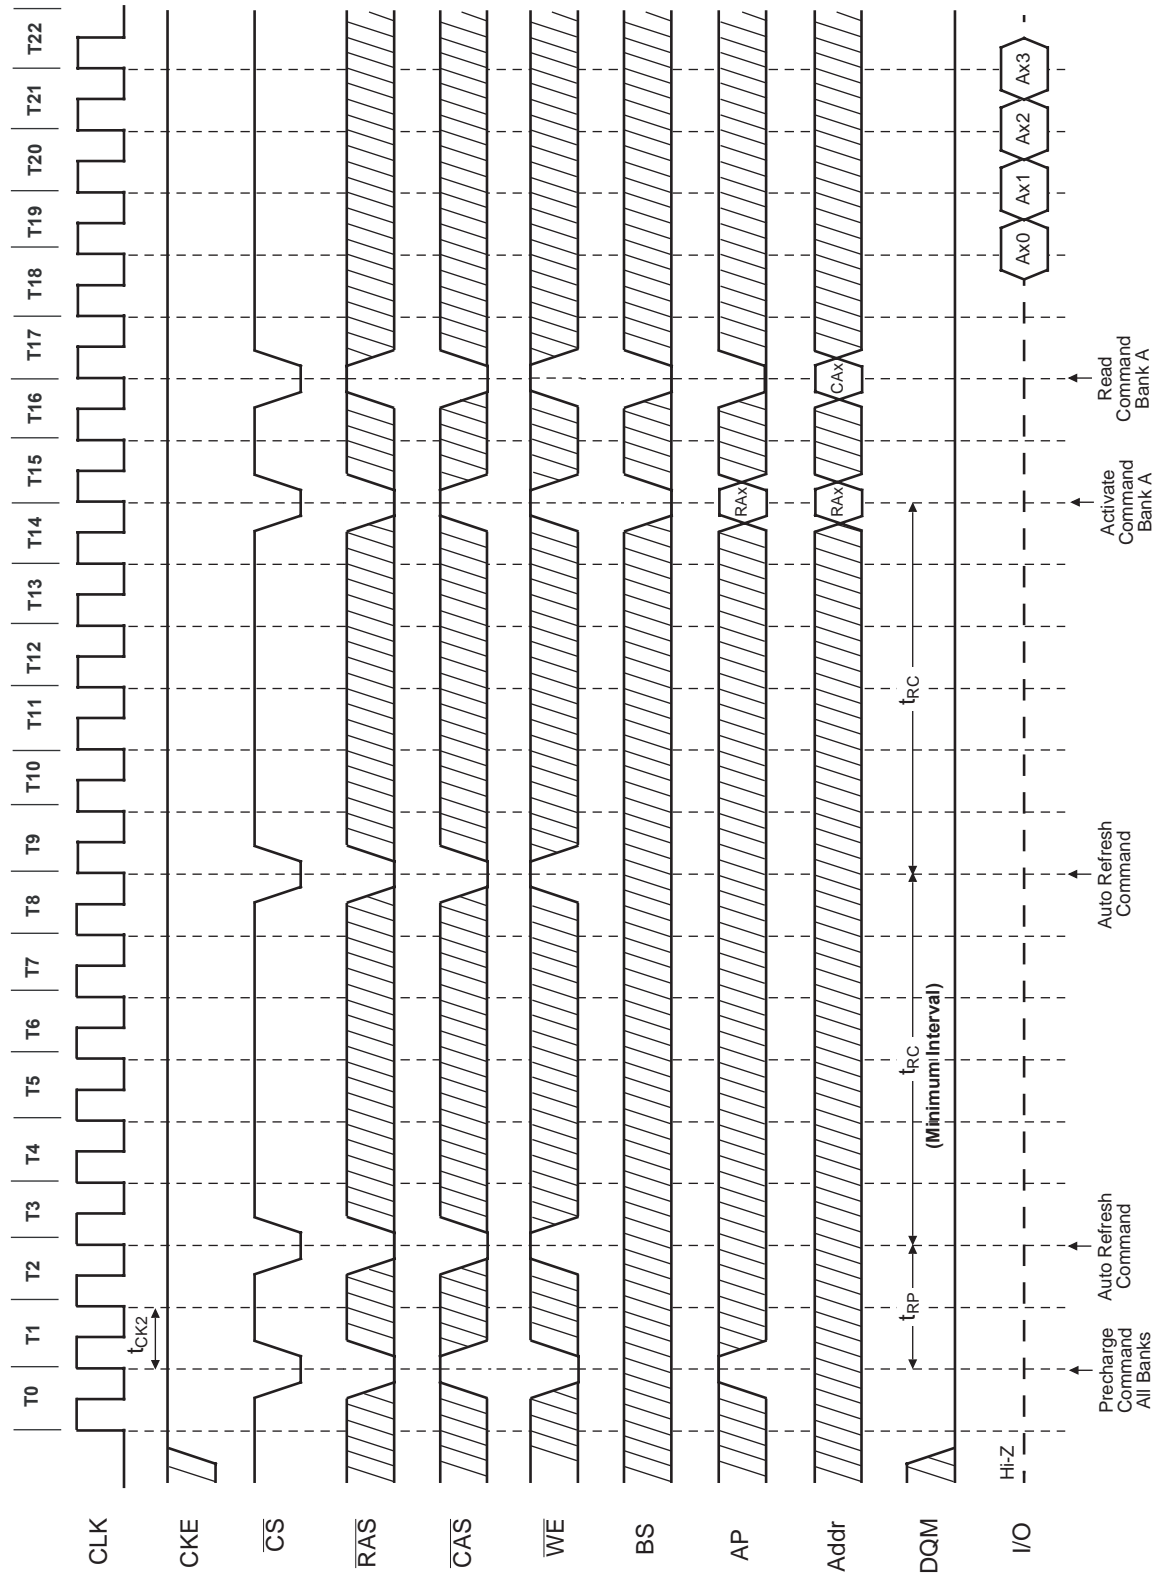 T0 T1 T2 T3 T4 T5 T6 T7 T8 T9 T10 T11 T12 T13 T14 T15 T16 T17 T18 T19 T20 T21 T22
CLK
tCK2
CKE
CS
RAS
CAS
WE
BS
AP
RAx
Addr
RAx CAx
DQM
tRP tRC tRC
(Minimum Interval)
I/O
Hi-Z
Ax0 Ax1 Ax2 Ax3
Precharge
Command
All Banks
Auto Refresh
Command
Auto Refresh
Command
Activate
Command
Bank A
Read
Command
Bank A